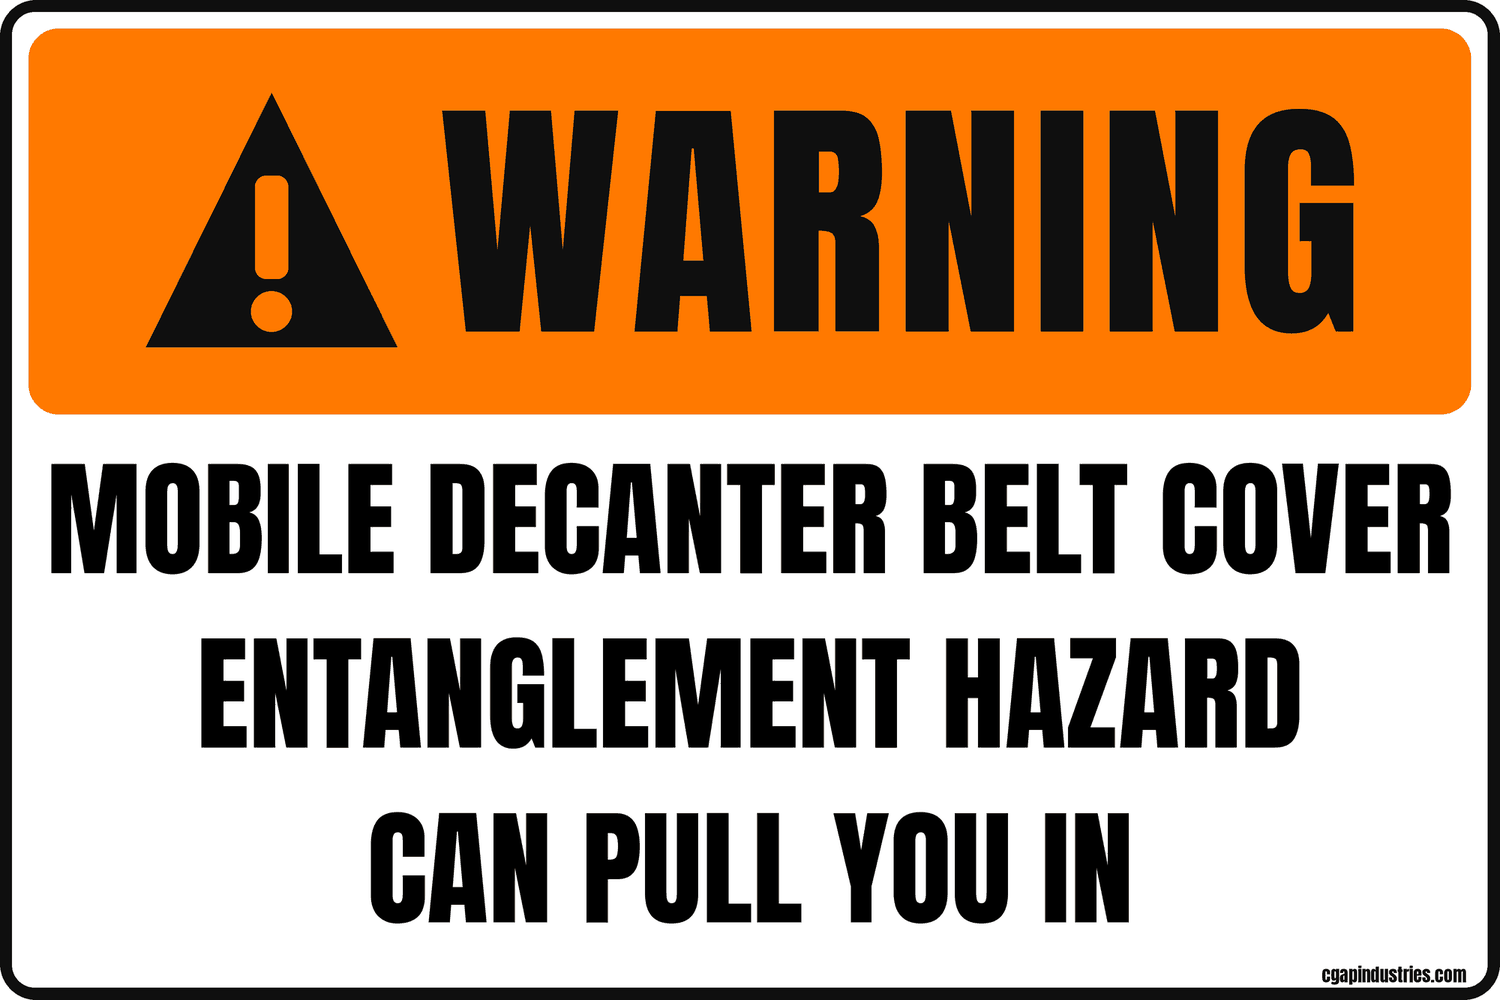 WARNING
MOBILE DECANTER BELT COVER
ENTANGLEMENT HAZARD
CAN PULL YOU IN
cgapindustries.com